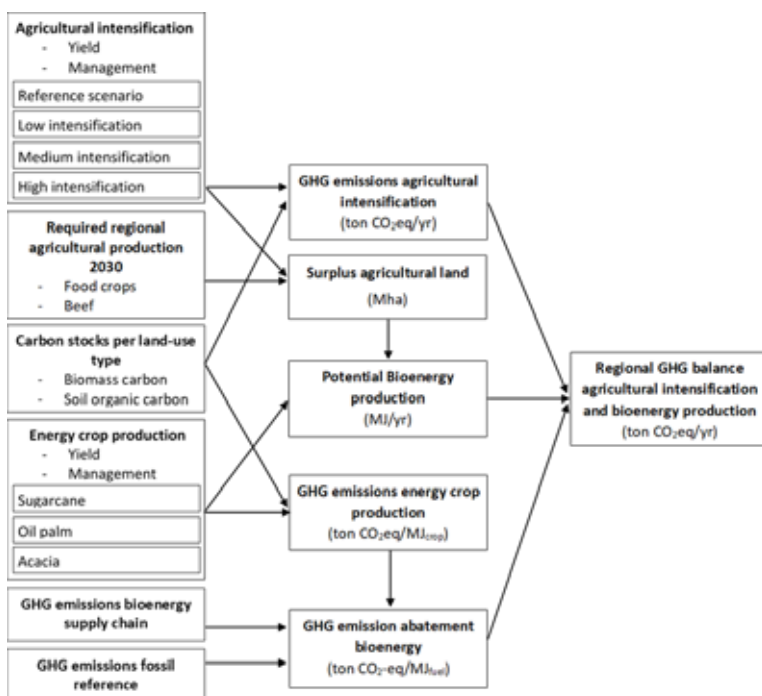 Agricultural intensification
- Yield
- Management
Reference scenario
Low intensification
Medium intensification
High intensification
Required regional
agricultural production
2030
- Food crops
- Beef
Carbon stocks per land-use
type
- Biomass carbon
- Soil organic carbon
Energy crop production
- Yield
- Management
Sugarcane
Oil palm
Acacia
GHG emissions bioenergy
supply chain
GHG emissions fossil
reference
GHG emissions agricultural
intensification
(ton CO₂eq/yr)
Surplus agricultural land
(Mha)
Potential Bioenergy
production
(MJ/yr)
GHG emissions energy crop
production
(ton CO₂eq/MJcrop)
GHG emission abatement
bioenergy
(ton CO₂-eq/MJfuel)
Regional GHG balance
agricultural intensification
and bioenergy production
(ton CO₂eq/yr)